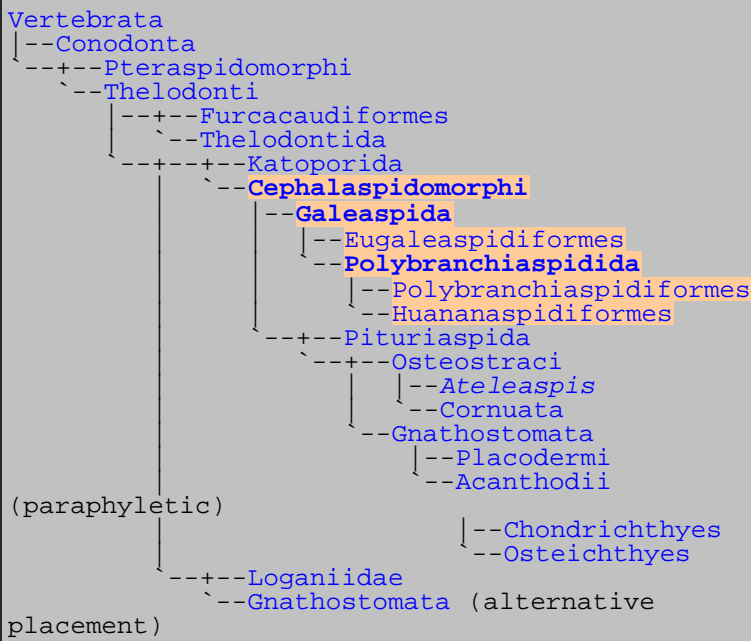 Vertebrata
|--Conodonta
`--+--Pteraspidomorphi
`--Thelodonti
|--+--Furcacaudiformes
| `--Thelodontida
`--+--+--Katoporida
| `--Cephalaspidomorphi
| |--Galeaspida
| | |--Eugaleaspidiformes
| | `--Polybranchiaspidida
| | |--Polybranchiaspidiformes
| | `--Huananaspidiformes
| `--+--Pituriaspida
| `--+--Osteostraci
| | |--Ateleaspis
| | `--Cornuata
| `--Gnathostomata
| |--Placodermi
| `--Acanthodii
(paraphyletic)
| |--Chondrichthyes
| `--Osteichthyes
`--+--Loganiidae
`--Gnathostomata (alternative
placement)